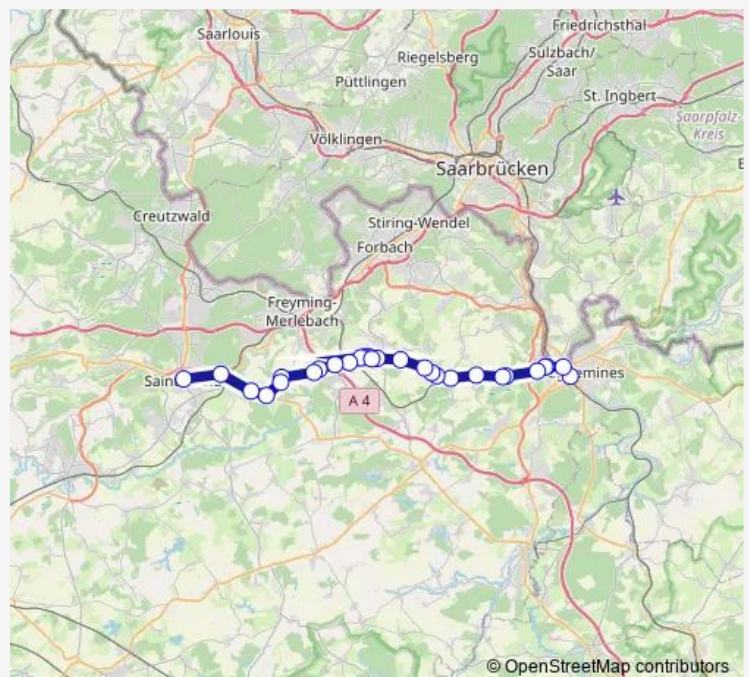 Saarlouis
Friedrichsthal
Riegelsberg
Sulzbach/
Saar
Püttlingen
St. Ingbert
Saarpfalz-
Kreis
Völklingen
Saarbrücken
Creutzwald
Stiring-Wendel
Forbach
Freyming-
Merlebach
A 4
© OpenStreetMap contributors